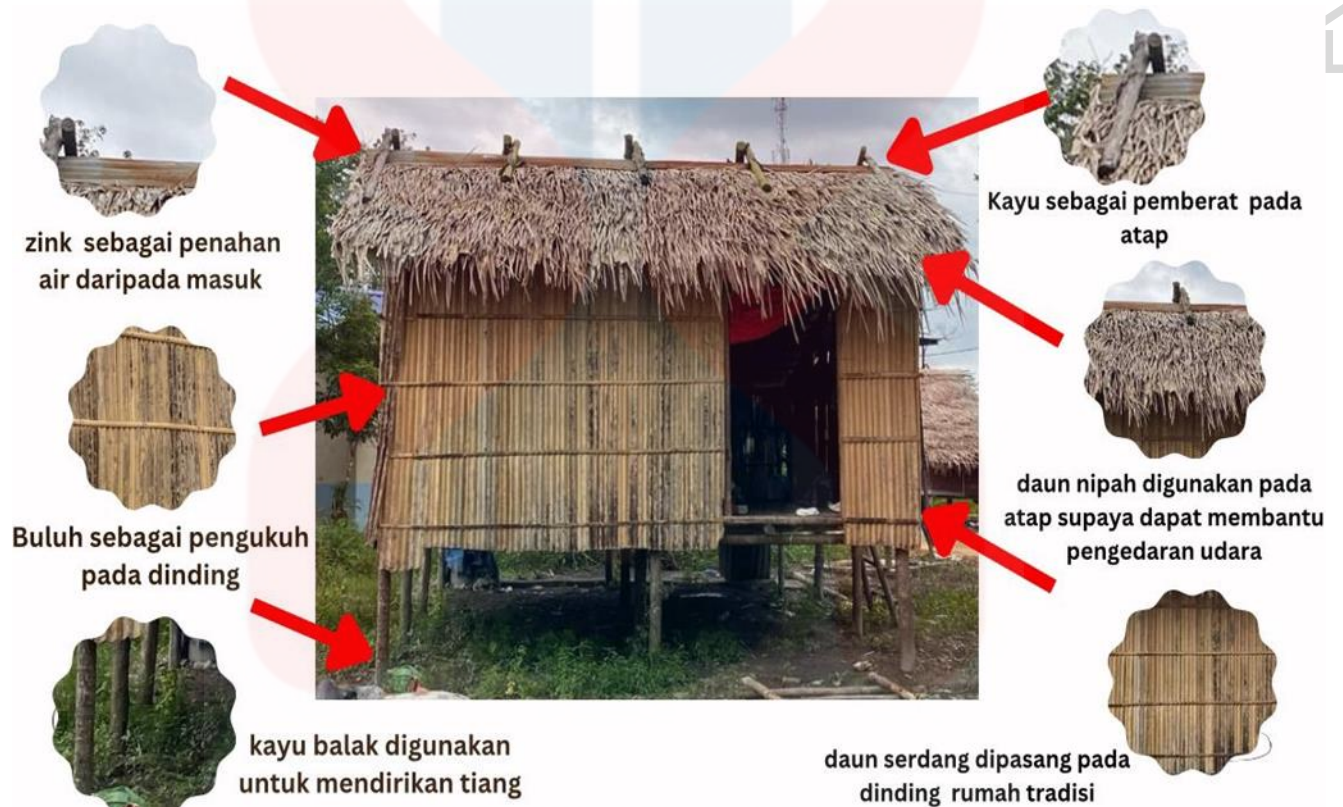 zink sebagai penahan
air daripada masuk
Kayu sebagai pemberat pada
atap
Buluh sebagai pengukuh
pada dinding
daun nipah digunakan pada
atap supaya dapat membantu
pengedaran udara
kayu balak digunakan
untuk mendirikan tiang
daun serdang dipasang pada
dinding rumah tradisi